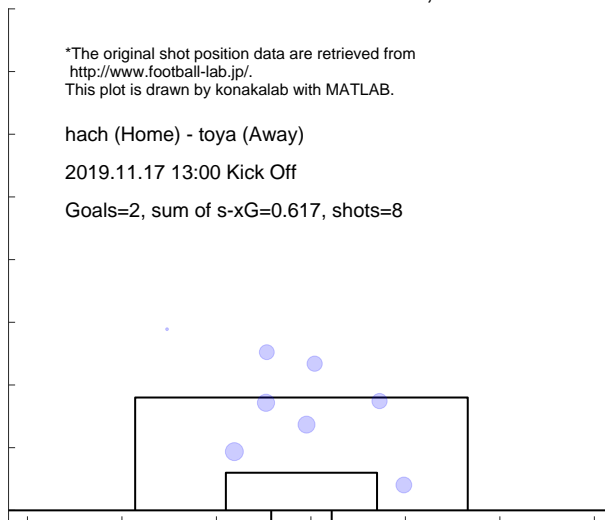 *The original shot position data are retrieved from
http://www.football-lab.jp/.
This plot is drawn by konakalab with MATLAB.
hach (Home) - toya (Away)
2019.11.17 13:00 Kick Off
Goals=2, sum of s-xG=0.617, shots=8